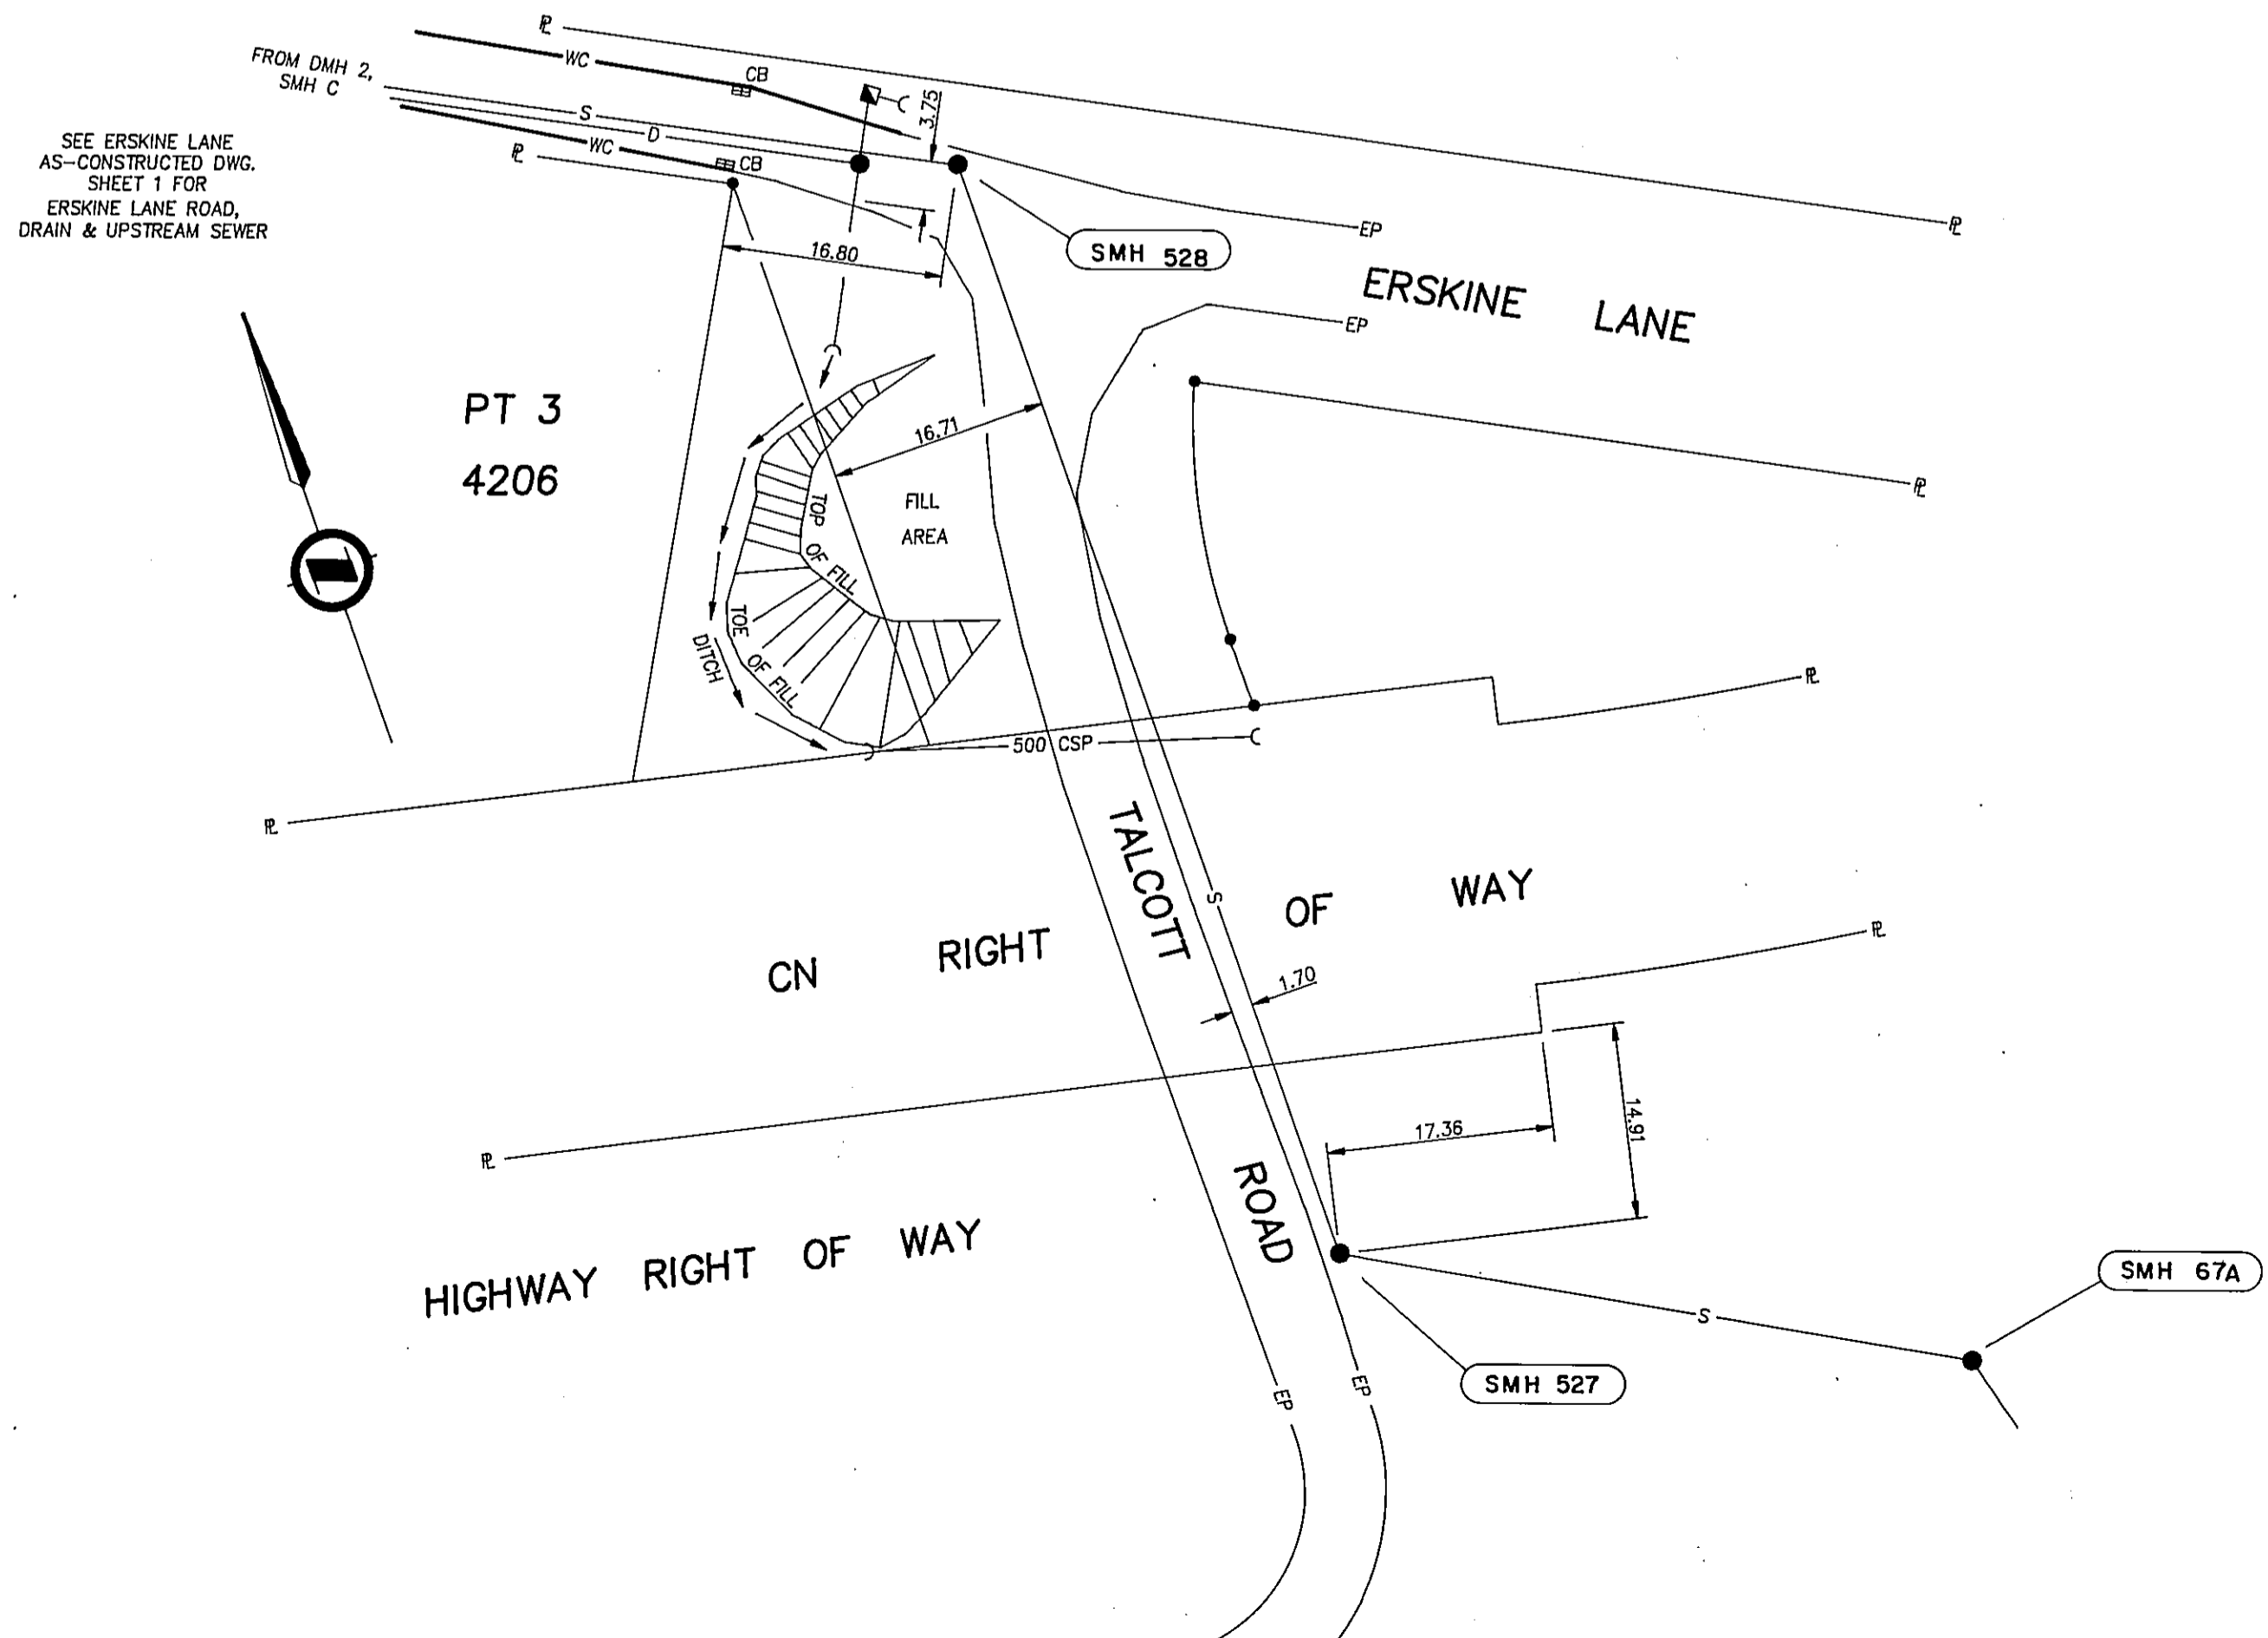 ℄
WC
FROM DMH 2,
SMH C
CB
3.75
S
D
WC
SEE ERSKINE LANE
AS-CONSTRUCTED DWG.
SHEET 1 FOR
ERSKINE LANE ROAD,
DRAIN & UPSTREAM SEWER
℄
CB
EP
℄
16.80
SMH 528
ERSKINE LANE
EP
PT 3
4206
16.71
FILL
AREA
℄
TOP OF FILL
TOE OF FILL
DITCH
℄
500 CSP
℄
TALCOTT ROAD
S
CN RIGHT OF WAY
℄
1.70
14.91
17.36
℄
HIGHWAY RIGHT OF WAY
SMH 67A
S
SMH 527
EP
EP